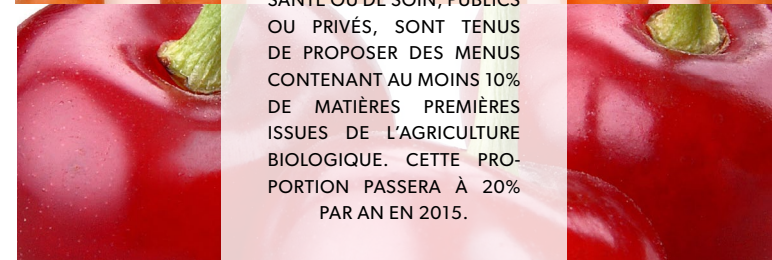 SANTÉ OU DE SOIN, PUBLICS
OU PRIVÉS, SONT TENUS
DE PROPOSER DES MENUS
CONTENANT AU MOINS 10%
DE MATIÈRES PREMIÈRES
ISSUES DE L’AGRICULTURE
BIOLOGIQUE. CETTE PRO-
PORTION PASSERA À 20%
PAR AN EN 2015.